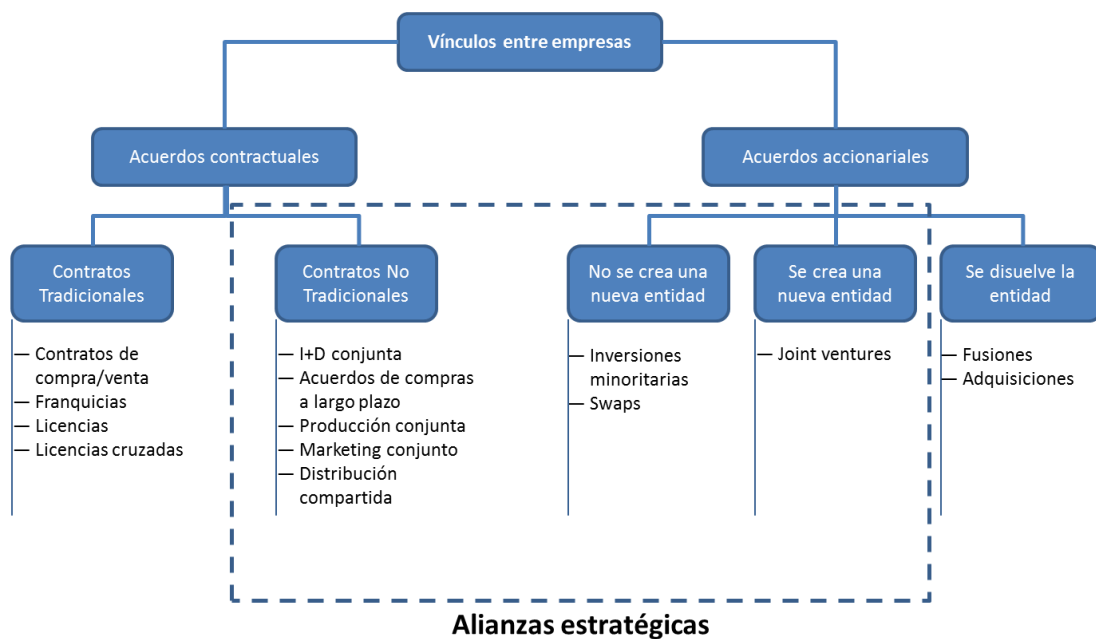 Vínculos entre empresas
Acuerdos contractuales
Acuerdos accionariales
Contratos
Tradicionales
Contratos No
Tradicionales
No se crea una
nueva entidad
Se crea una
nueva entidad
Se disuelve la
entidad
— Contratos de
compra/venta
— Franquicias
— Licencias
— Licencias cruzadas
— I+D conjunta
— Acuerdos de compras
a largo plazo
— Producción conjunta
— Marketing conjunto
— Distribución
compartida
— Inversiones
minoritarias
— Swaps
— Joint ventures
— Fusiones
— Adquisiciones
Alianzas estratégicas